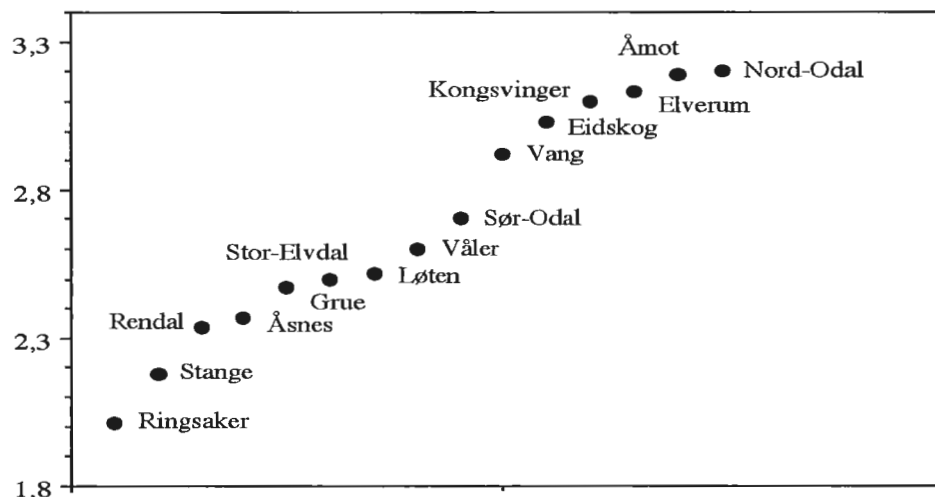 3,3
Åmot
Nord-Odal
Kongsvinger
Elverum
Eidskog
Vang
2,8
Sør-Odal
Stor-Elvdal
Våler
Løten
Grue
Rendal
Åsnes
2,3
Stange
Ringsaker
1,8